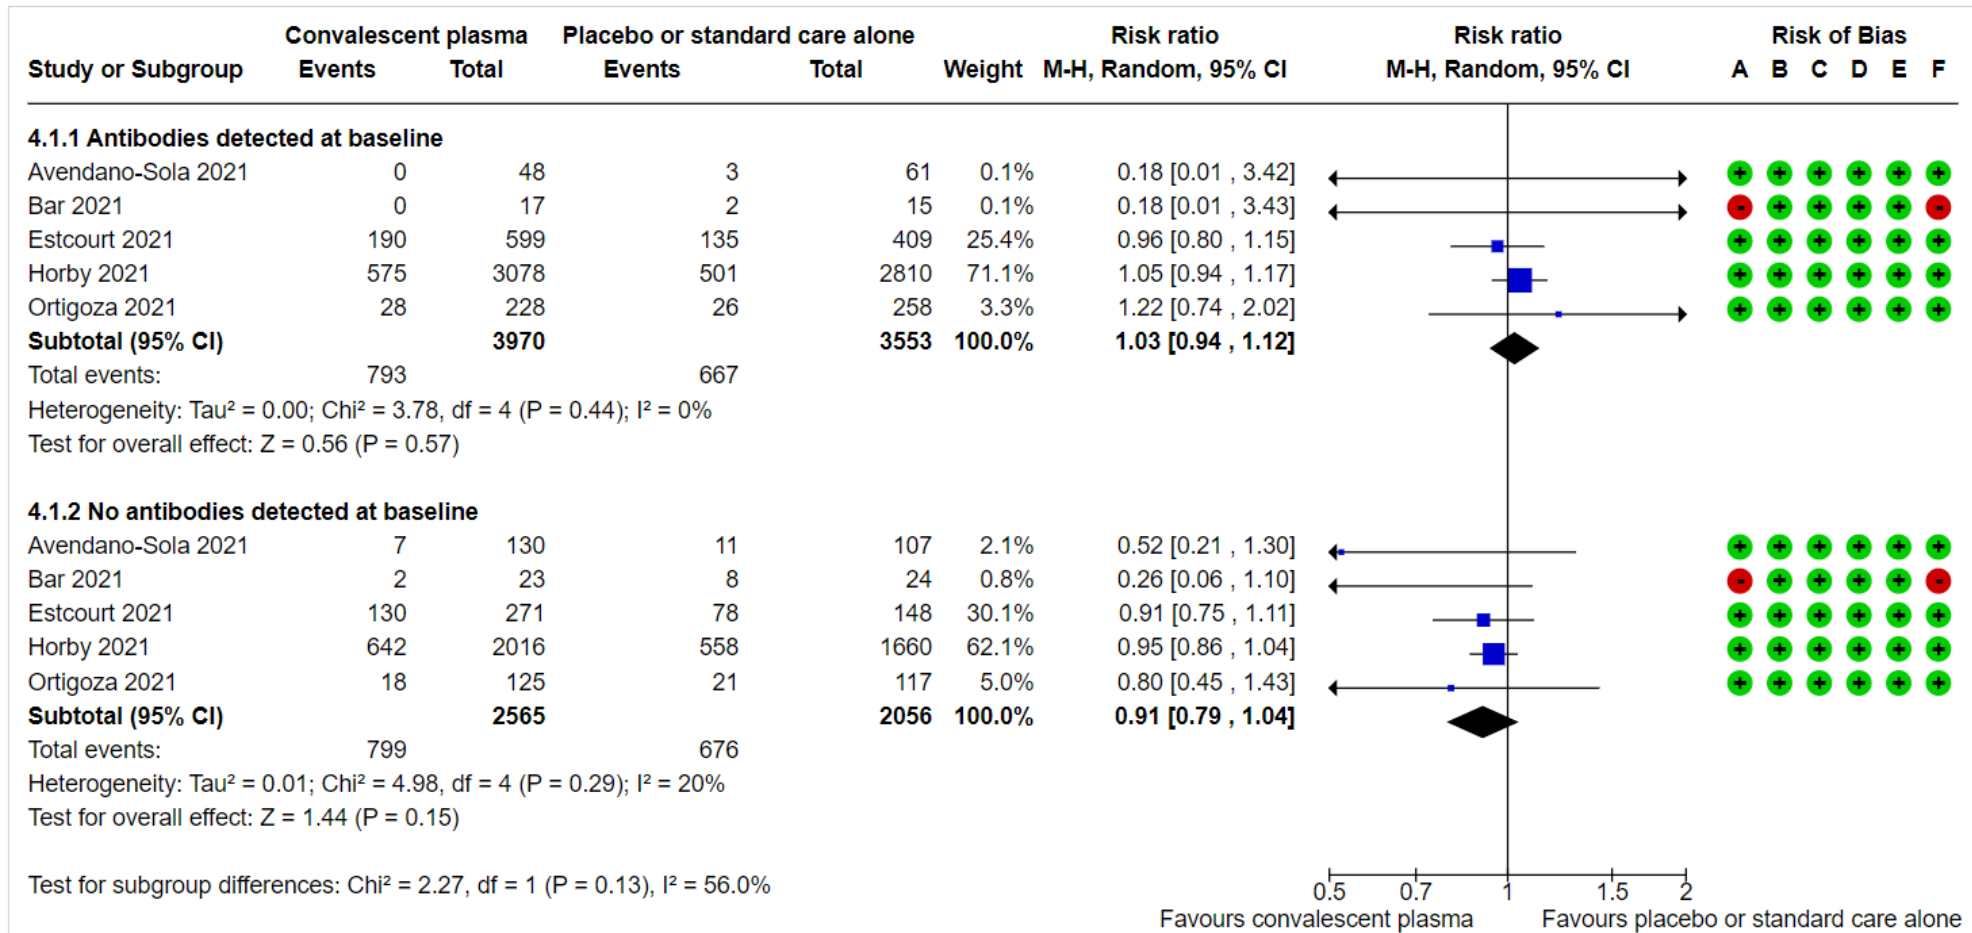 Convalescent plasma Placebo or standard care alone Risk ratio Risk ratio Risk of Bias
Study or Subgroup Events Total Events Total Weight M-H, Random, 95% CI M-H, Random, 95% CI A B C D E F
4.1.1 Antibodies detected at baseline
Avendano-Sola 2021 0 48 3 61 0.1% 0.18 [0.01 , 3.42] + + + + + +
Bar 2021 0 17 2 15 0.1% 0.18 [0.01 , 3.43] - + + + + -
Estcourt 2021 190 599 135 409 25.4% 0.96 [0.80 , 1.15] + + + + + +
Horby 2021 575 3078 501 2810 71.1% 1.05 [0.94 , 1.17] + + + + + +
Ortigoza 2021 28 228 26 258 3.3% 1.22 [0.74 , 2.02] + + + + + +
Subtotal (95% CI) 3970 3553 100.0% 1.03 [0.94 , 1.12]
Total events: 793 667
Heterogeneity: Tau² = 0.00; Chi² = 3.78, df = 4 (P = 0.44); I² = 0%
Test for overall effect: Z = 0.56 (P = 0.57)
4.1.2 No antibodies detected at baseline
Avendano-Sola 2021 7 130 11 107 2.1% 0.52 [0.21 , 1.30] + + + + + +
Bar 2021 2 23 8 24 0.8% 0.26 [0.06 , 1.10] - + + + + -
Estcourt 2021 130 271 78 148 30.1% 0.91 [0.75 , 1.11] + + + + + +
Horby 2021 642 2016 558 1660 62.1% 0.95 [0.86 , 1.04] + + + + + +
Ortigoza 2021 18 125 21 117 5.0% 0.80 [0.45 , 1.43] + + + + + +
Subtotal (95% CI) 2565 2056 100.0% 0.91 [0.79 , 1.04]
Total events: 799 676
Heterogeneity: Tau² = 0.01; Chi² = 4.98, df = 4 (P = 0.29); I² = 20%
Test for overall effect: Z = 1.44 (P = 0.15)
Test for subgroup differences: Chi² = 2.27, df = 1 (P = 0.13), I² = 56.0%
0.5 0.7 1 1.5 2
Favours convalescent plasma Favours placebo or standard care alone